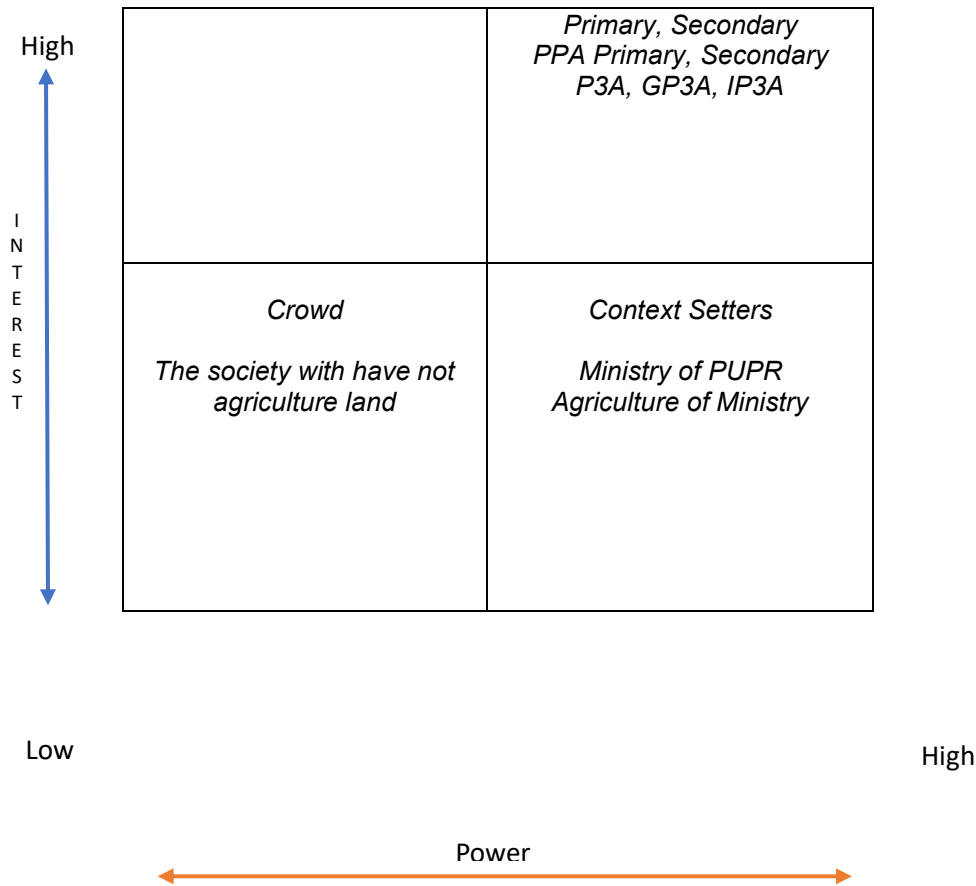 High
Primary, Secondary
PPA Primary, Secondary
P3A, GP3A, IP3A
I
N
T
E
R
E
S
T
Crowd
The society with have not
agriculture land
Context Setters
Ministry of PUPR
Agriculture of Ministry
Low
High
Power